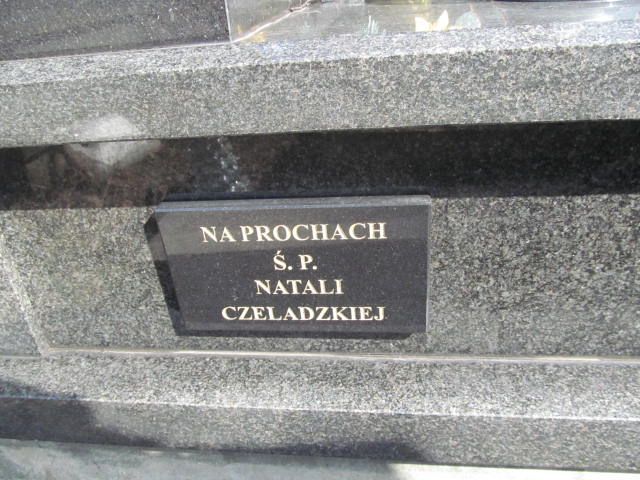 NA PROCHACH
Ś. P.
NATALI
CZELADZKIEJ